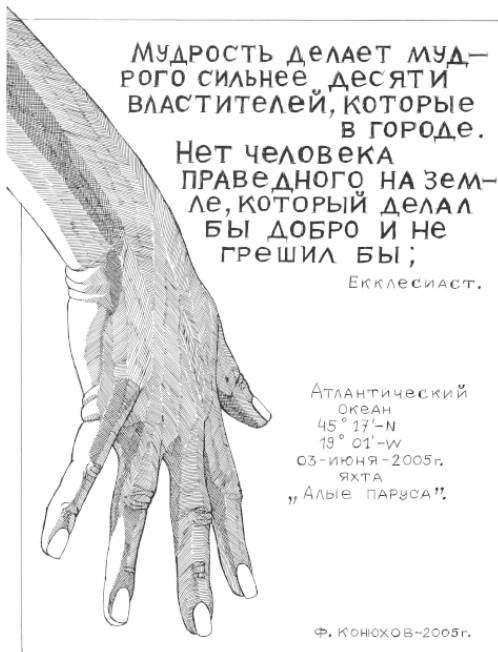 Мудрость делает муд-
рого сильнее десяти
властителей, которые
в городе.
Нет человека
праведного на зем-
ле, который делал
бы добро и не
грешил бы;
Екклесиаст.
Атлантический
океан
45° 17'-N
19° 01'-W
03-июня-2005г.
яхта
„Алые паруса".
Ф. Конюхов-2005г.